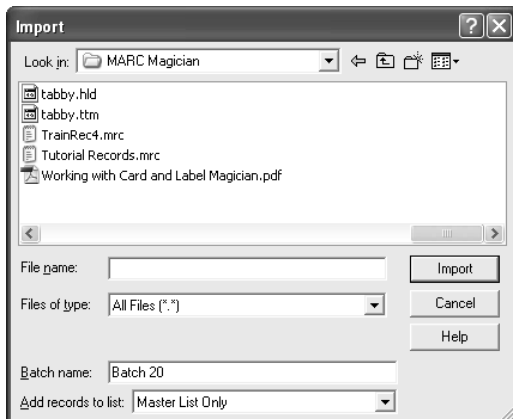 Import
Look in: MARC Magician
tabby.hld
tabby.ttm
TrainRec4.mrc
Tutorial Records.mrc
Working with Card and Label Magician.pdf
File name: Import
Files of type: All Files (*.*) Cancel
Help
Batch name: Batch 20
Add records to list: Master List Only